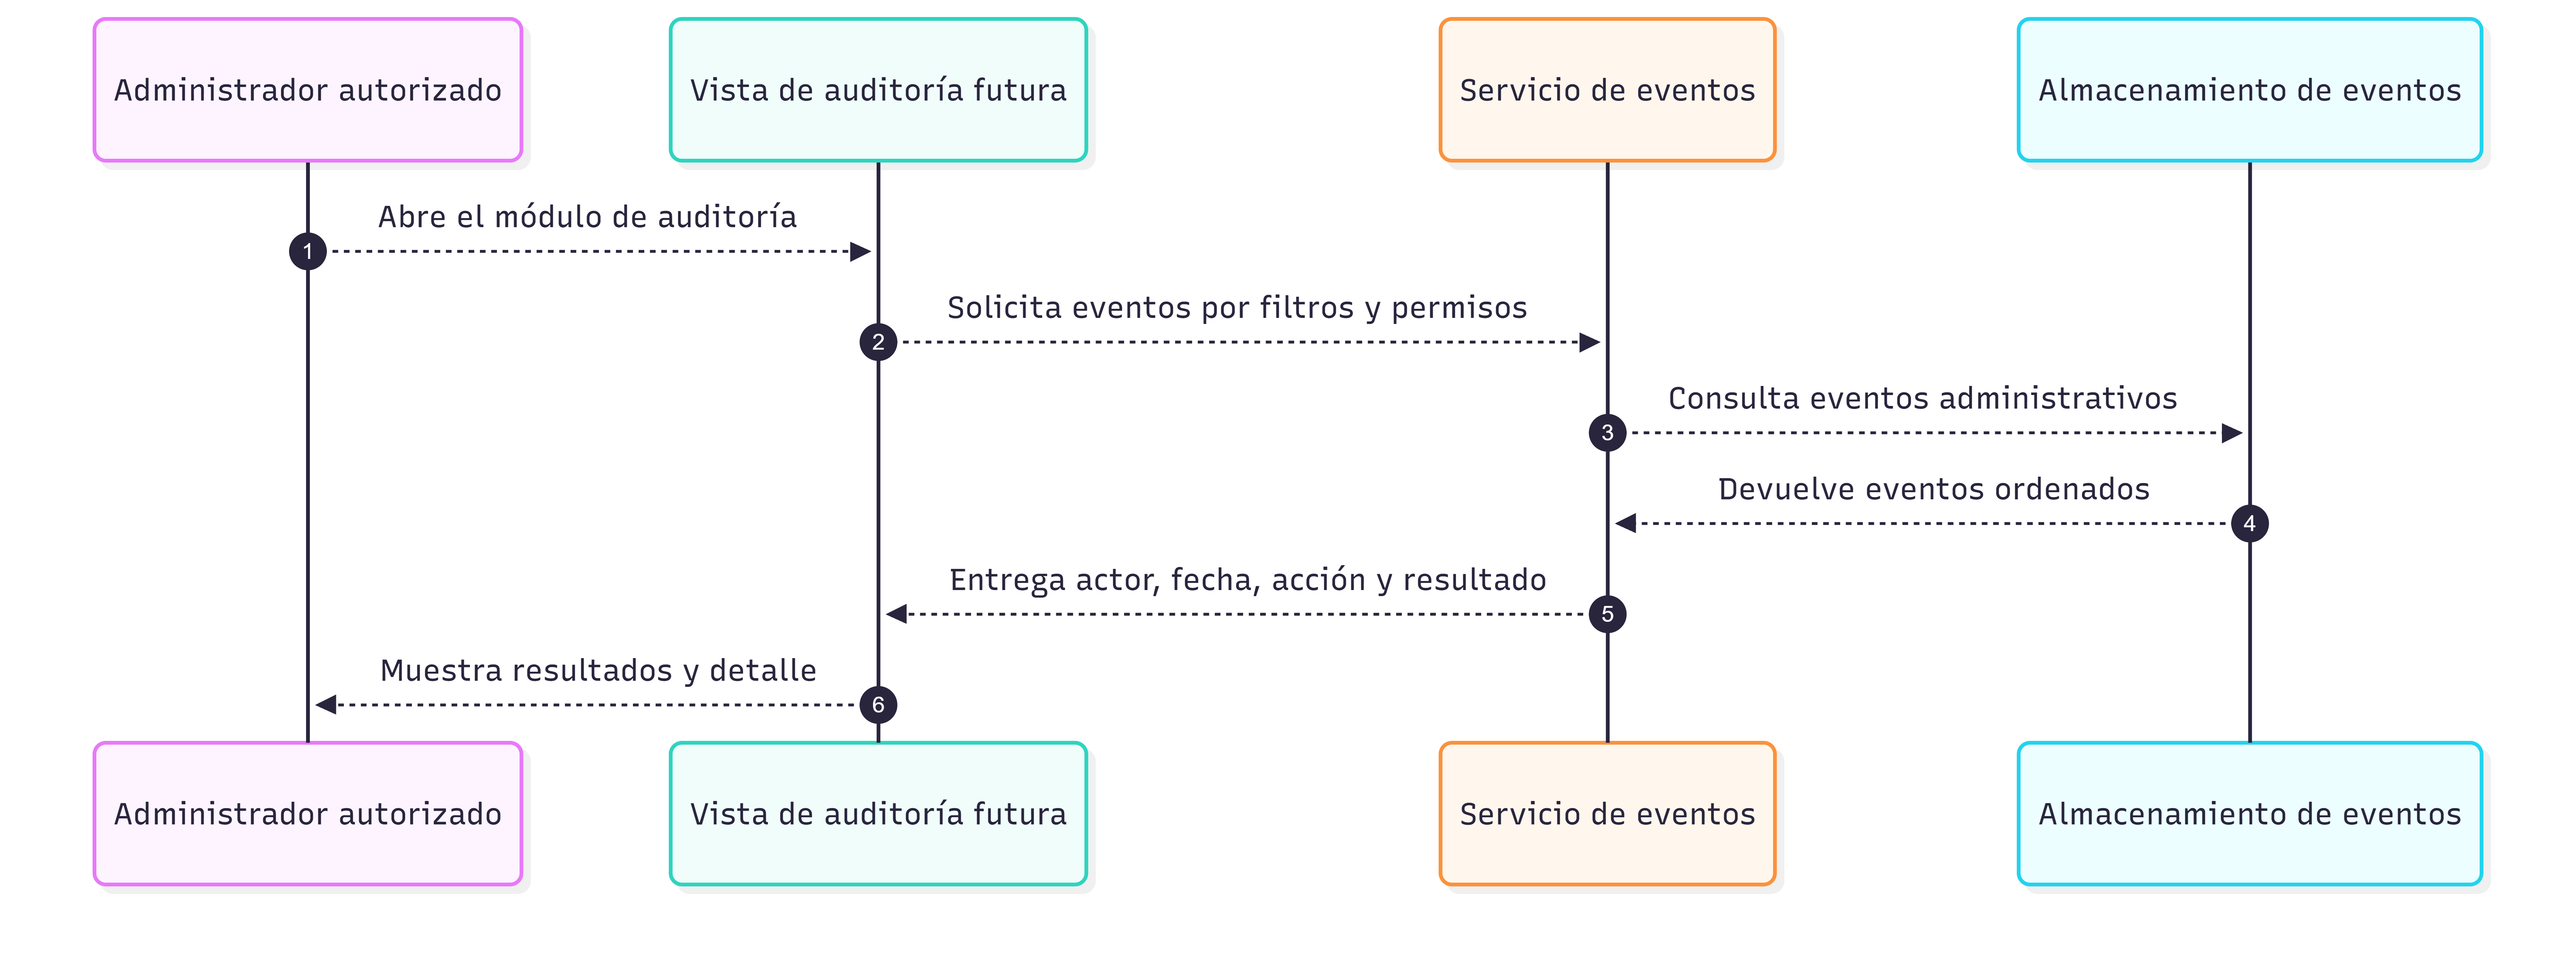 Administrador autorizado
Vista de auditoría futura
Servicio de eventos
Almacenamiento de eventos
Abre el módulo de auditoría
1
Solicita eventos por filtros y permisos
2
Consulta eventos administrativos
3
Devuelve eventos ordenados
4
Entrega actor, fecha, acción y resultado
5
Muestra resultados y detalle
6
Administrador autorizado
Vista de auditoría futura
Servicio de eventos
Almacenamiento de eventos